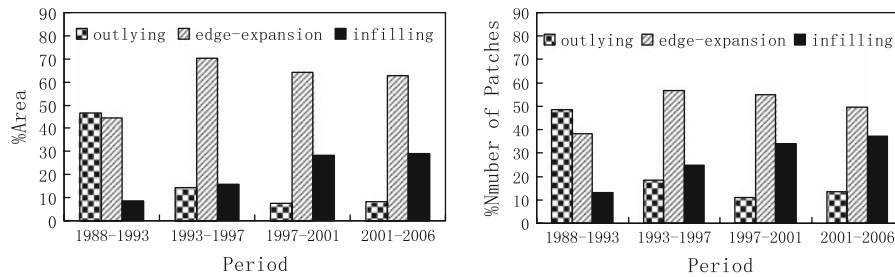 %Area
90
80
70
60
50
40
30
20
10
0
outlying edge-expansion infilling
1988-1993 1993-1997 1997-2001 2001-2006
Period
%Nmuber of Patches
90
80
70
60
50
40
30
20
10
0
outlying edge-expansion infilling
1988-1993 1993-1997 1997-2001 2001-2006
Period